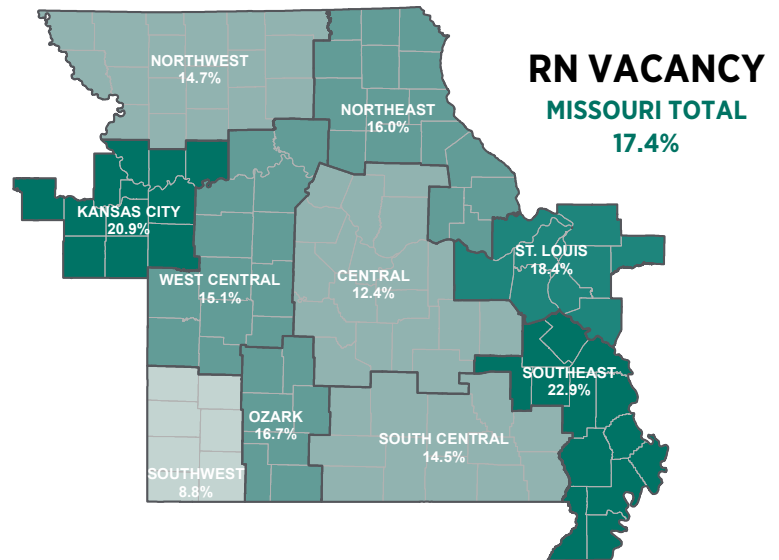 RN VACANCY
MISSOURI TOTAL
17.4%
NORTHWEST
14.7%
NORTHEAST
16.0%
KANSAS CITY
20.9%
WEST CENTRAL
15.1%
CENTRAL
12.4%
ST. LOUIS
18.4%
SOUTHEAST
22.9%
OZARK
16.7%
SOUTH CENTRAL
14.5%
SOUTHWEST
8.8%